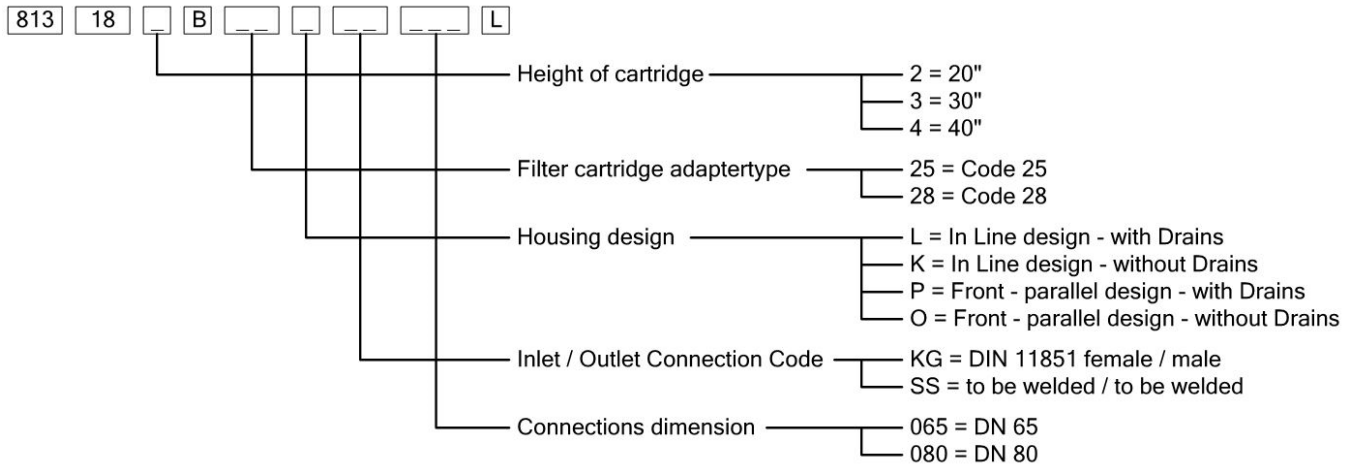 813 18 _ B _ _ _ _ _ _ _ _ L
Height of cartridge 2 = 20"
3 = 30"
4 = 40"
Filter cartridge adaptertype 25 = Code 25
28 = Code 28
Housing design L = In Line design - with Drains
K = In Line design - without Drains
P = Front - parallel design - with Drains
O = Front - parallel design - without Drains
Inlet / Outlet Connection Code KG = DIN 11851 female / male
SS = to be welded / to be welded
Connections dimension 065 = DN 65
080 = DN 80